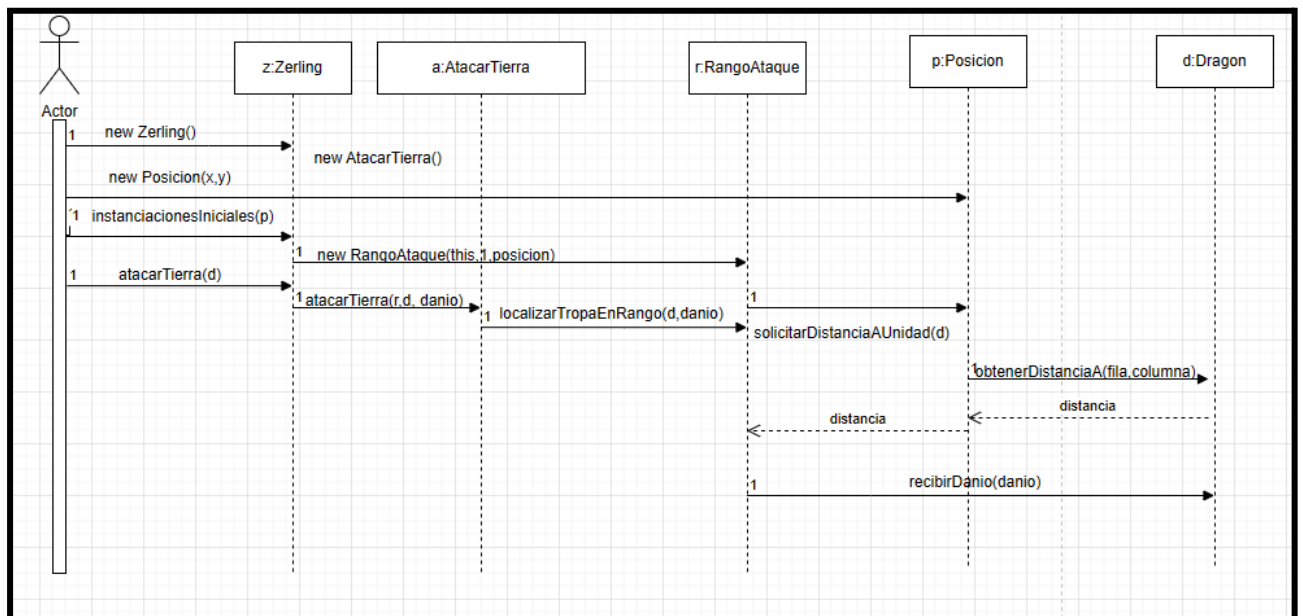 z:Zerling
a:AtacarTierra
r:RangoAtaque
p:Posicion
d:Dragon
Actor
1 new Zerling()
new AtacarTierra()
new Posicion(x,y)
1 instanciacionesIniciales(p)
1 new RangoAtaque(this,1,posicion)
1 atacarTierra(d)
1 atacarTierra(r,d, danio)
1
1 localizarTropaEnRango(d,danio)
solicitarDistanciaAUnidad(d)
1 obtenerDistanciaA(fila,columna)
distancia
distancia
1 recibirDanio(danio)